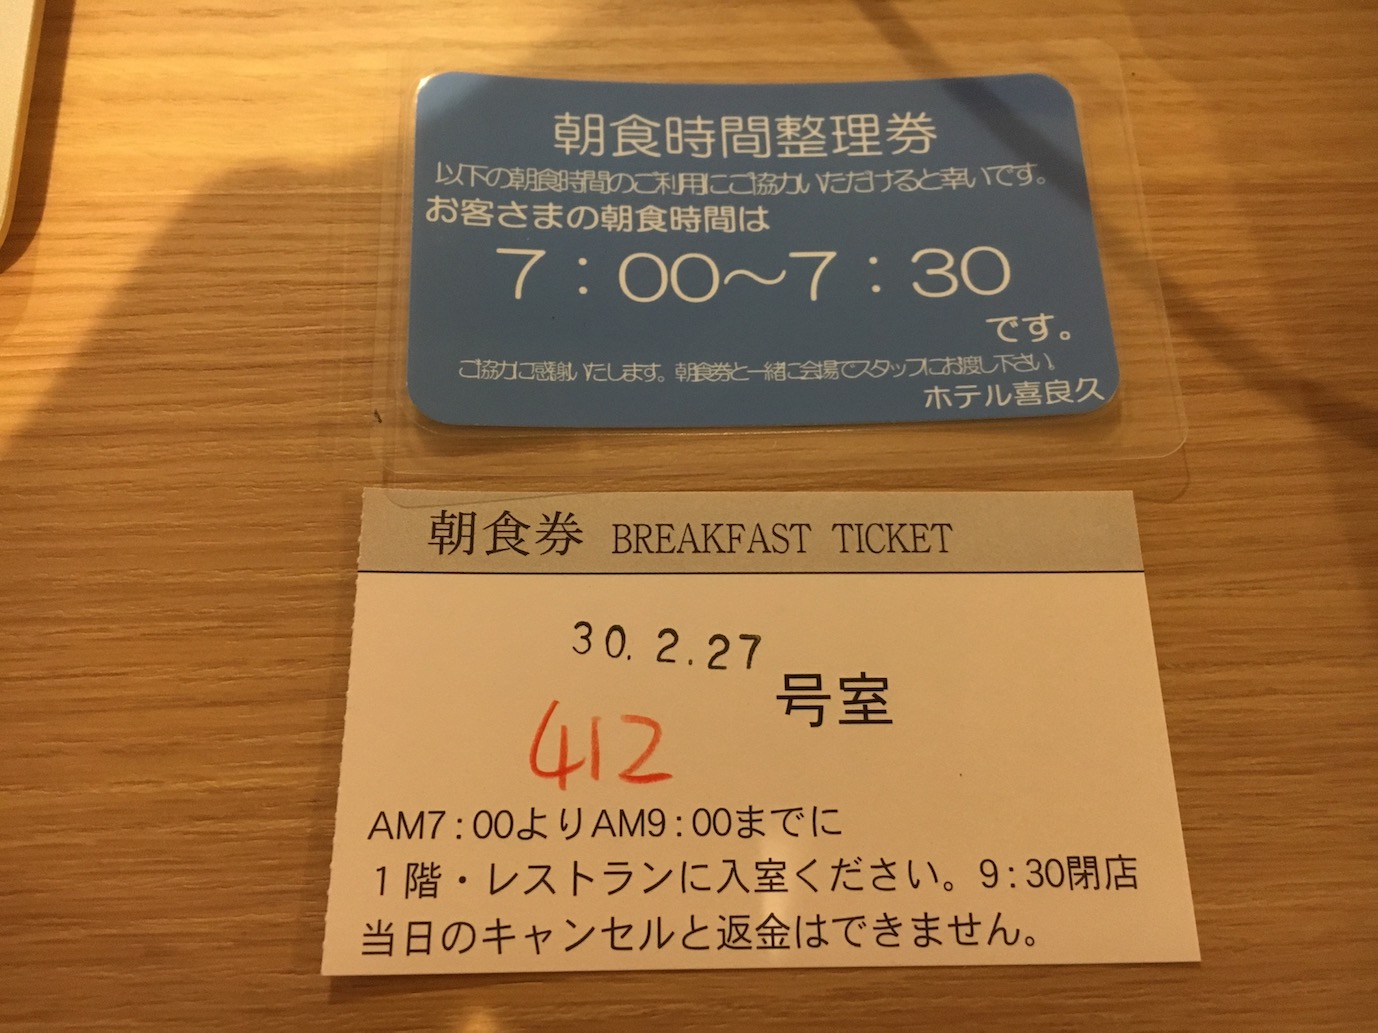 朝食時間整理券
以下の朝食時間のご利用にご協力いただけると幸いです。
お客さまの朝食時間は
7：00～7：30
です。
ご協力に感謝いたします。朝食券と一緒に会場でスタッフにお渡し下さい。
ホテル喜良久
朝食券 BREAKFAST TICKET
30. 2. 27
号室
412
AM7:00よりAM9:00までに
1階・レストランに入室ください。9:30閉店
当日のキャンセルと返金はできません。